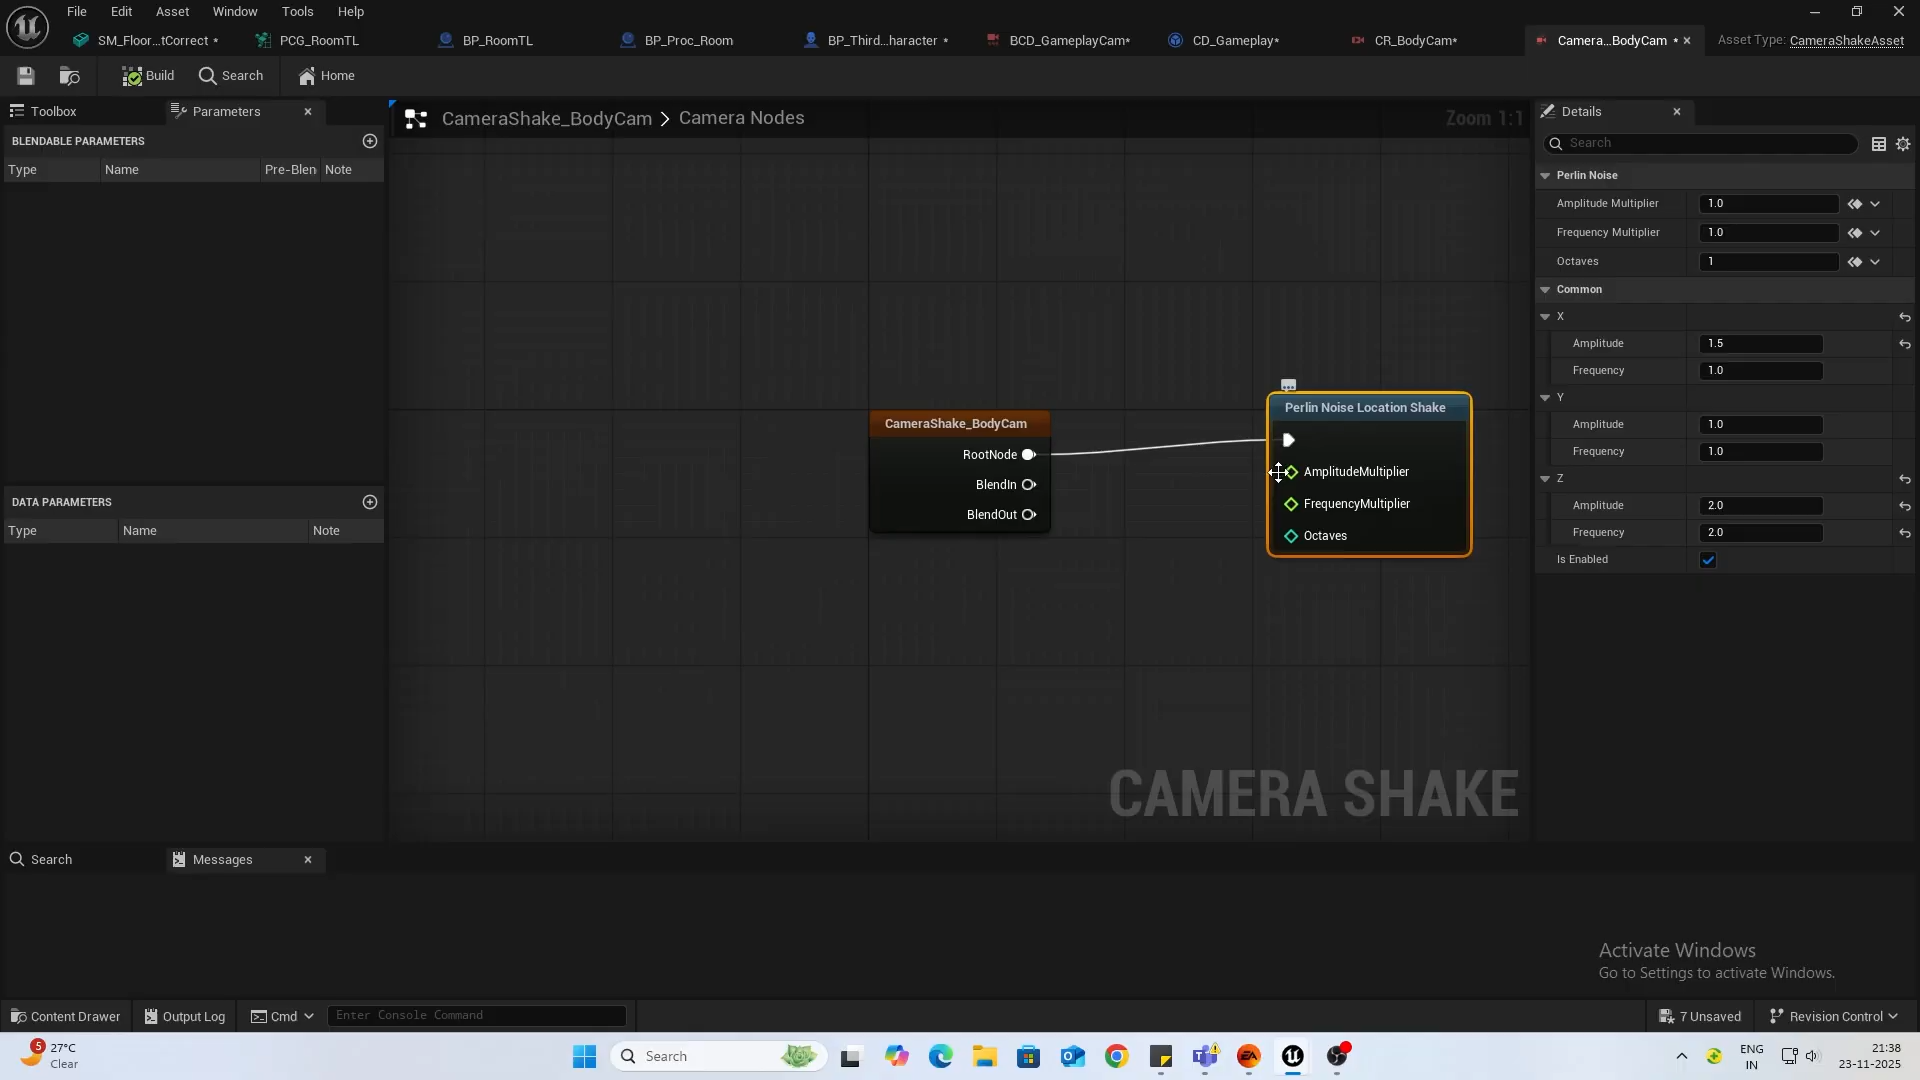 File Edit Asset Window Tools Help
SM_Floor...tCorrect *
PCG_RoomTL
BP_RoomTL
BP_Proc_Room
BP_Third...haracter *
BCD_GameplayCam*
CD_Gameplay*
CR_BodyCam*
Camera...BodyCam *
Asset Type: CameraShakeAsset
Build Search Home
Toolbox
Parameters
BLENDABLE PARAMETERS
Type Name Pre-Blen Note
DATA PARAMETERS
Type Name Note
CameraShake_BodyCam > Camera Nodes
Zoom 1:1
CameraShake_BodyCam
RootNode
BlendIn
BlendOut
Perlin Noise Location Shake
AmplitudeMultiplier
FrequencyMultiplier
Octaves
CAMERA SHAKE
Details
Search
Perlin Noise
Amplitude Multiplier 1.0
Frequency Multiplier 1.0
Octaves 1
Common
X
Amplitude 1.5
Frequency 1.0
Y
Amplitude 1.0
Frequency 1.0
Z
Amplitude 2.0
Frequency 2.0
Is Enabled
Search
Messages
Activate Windows
Go to Settings to activate Windows.
Content Drawer Output Log Cmd Enter Console Command
7 Unsaved Revision Control
5
27°C
Clear
Search
EA
ENG
IN
21:38
23-11-2025